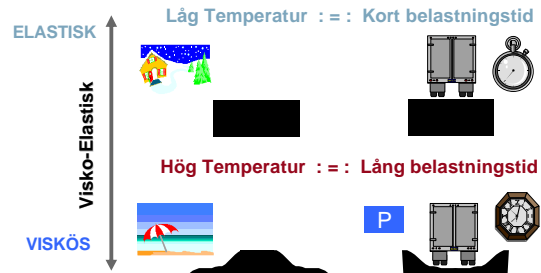 Låg Temperatur : = : Kort belastningstid
ELASTISK
Visko-Elastisk
Hög Temperatur : = : Lång belastningstid
P
VISKÖS